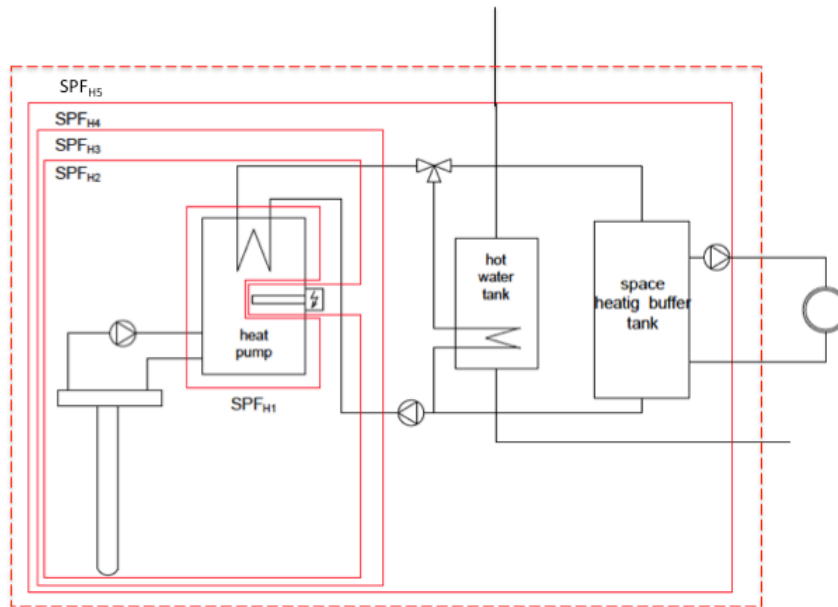 SPFH5
SPFH4
SPFH3
SPFH2
hot
water
tank
space
heatig buffer
tank
heat
pump
SPFH1